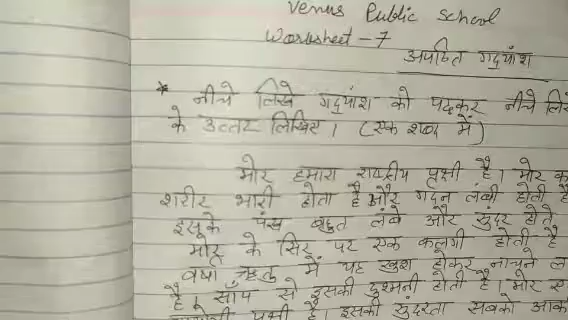 Venus Public School
Worksheet - 7
अपठित गद्यांश
* नीचे लिखे गद्यांश को पढ़कर नीचे
के उत्तर लिखिए। (एक शब्द में)
मोर हमारा राष्ट्रीय पक्षी है। मोर का
शरीर भारी होता है और गर्दन लंबी होती है
इसके पंख बहुत लंबे और सुंदर होते
मोर के सिर पर एक कलगी होती है
वर्षा ऋतु में यह खुश होकर नाचने
है। साँप से इसकी दुश्मनी होती है। मोर
पक्षी है। इसकी सुंदरता सबको